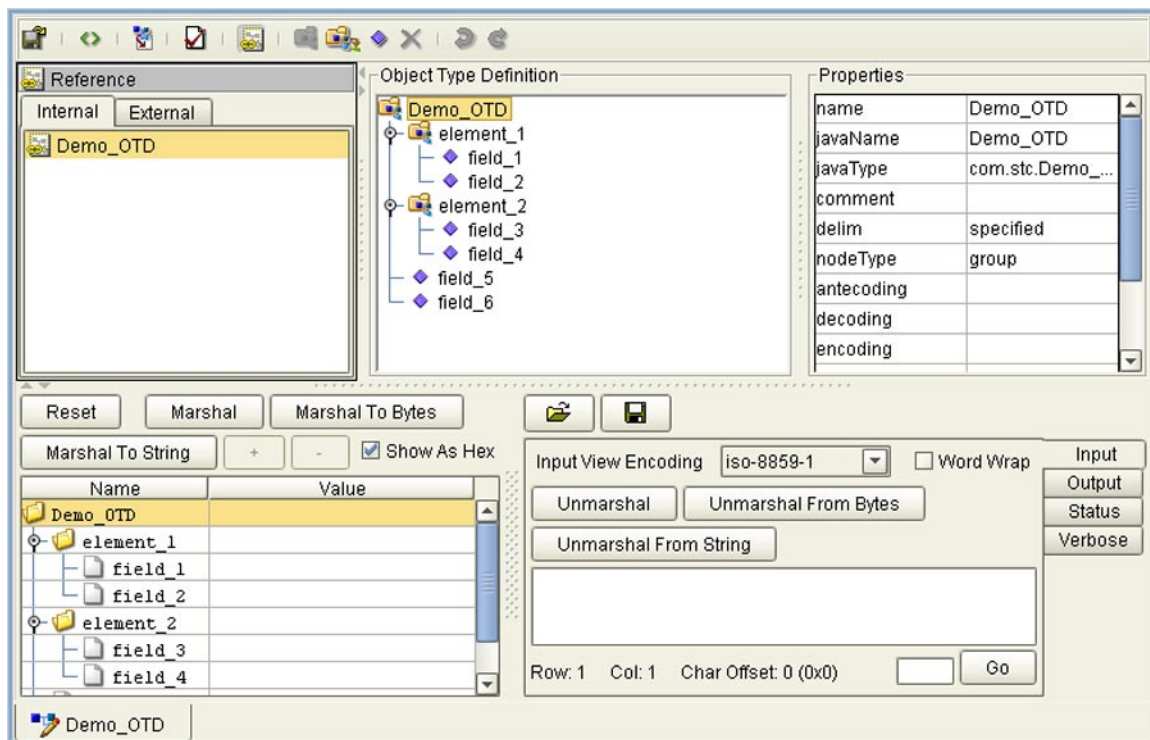 Reference
Internal External
Demo_OTD
Object Type Definition
Demo_OTD
element_1
field_1
field_2
element_2
field_3
field_4
field_5
field_6
Properties
name Demo_OTD
javaName Demo_OTD
javaType com.stc.Demo_...
comment
delim specified
nodeType group
antecoding
decoding
encoding
Reset Marshal Marshal To Bytes
Marshal To String + - Show As Hex
Name Value
Demo_OTD
element_1
field_1
field_2
element_2
field_3
field_4
Input View Encoding iso-8859-1 Word Wrap
Unmarshal Unmarshal From Bytes
Unmarshal From String
Row: 1 Col: 1 Char Offset: 0 (0x0) Go
Input
Output
Status
Verbose
Demo_OTD